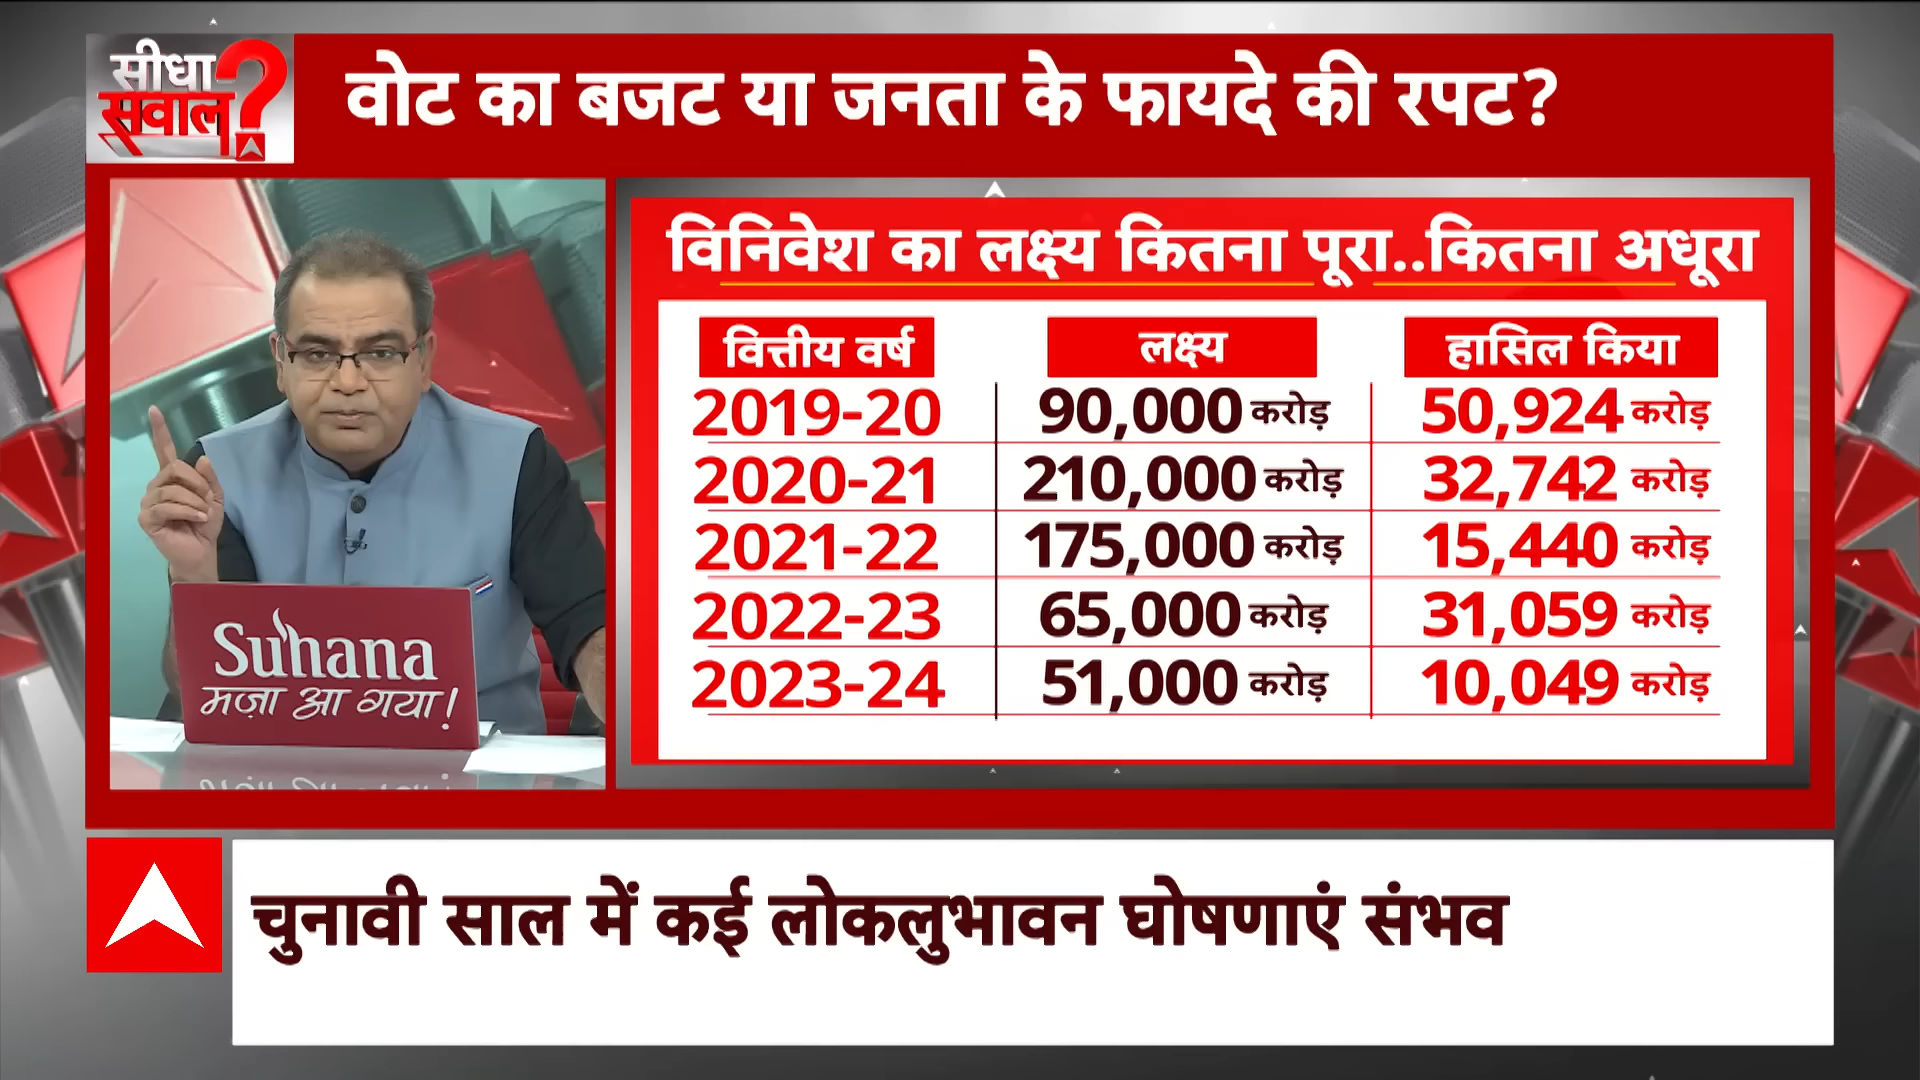 सीधा
सवाल?
वोट का बजट या जनता के फायदे की रपट?
विनिवेश का लक्ष्य कितना पूरा..कितना अधूरा
वित्तीय वर्ष लक्ष्य हासिल किया
2019-20 90,000 करोड़ 50,924 करोड़
2020-21 210,000 करोड़ 32,742 करोड़
2021-22 175,000 करोड़ 15,440 करोड़
2022-23 65,000 करोड़ 31,059 करोड़
2023-24 51,000 करोड़ 10,049 करोड़
Suhana
मज़ा आ गया!
चुनावी साल में कई लोकलुभावन घोषणाएं संभव